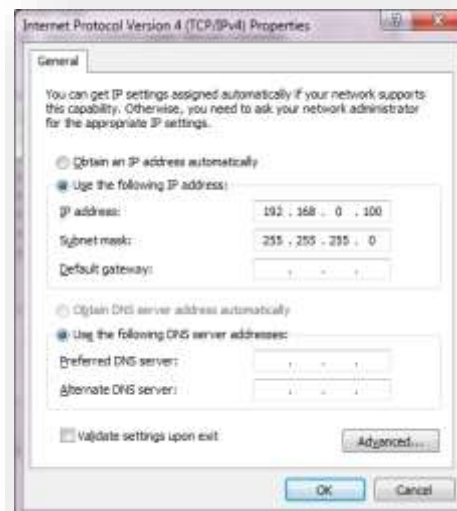 Internet Protocol Version 4 (TCP/IPv4) Properties
General
You can get IP settings assigned automatically if your network supports
this capability. Otherwise, you need to ask your network administrator
for the appropriate IP settings.
Obtain an IP address automatically
Use the following IP address:
IP address: 192 . 168 . 0 . 100
Subnet mask: 255 . 255 . 255 . 0
Default gateway: . . .
Obtain DNS server address automatically
Use the following DNS server addresses:
Preferred DNS server: . . .
Alternate DNS server: . . .
Validate settings upon exit
Advanced...
OK Cancel